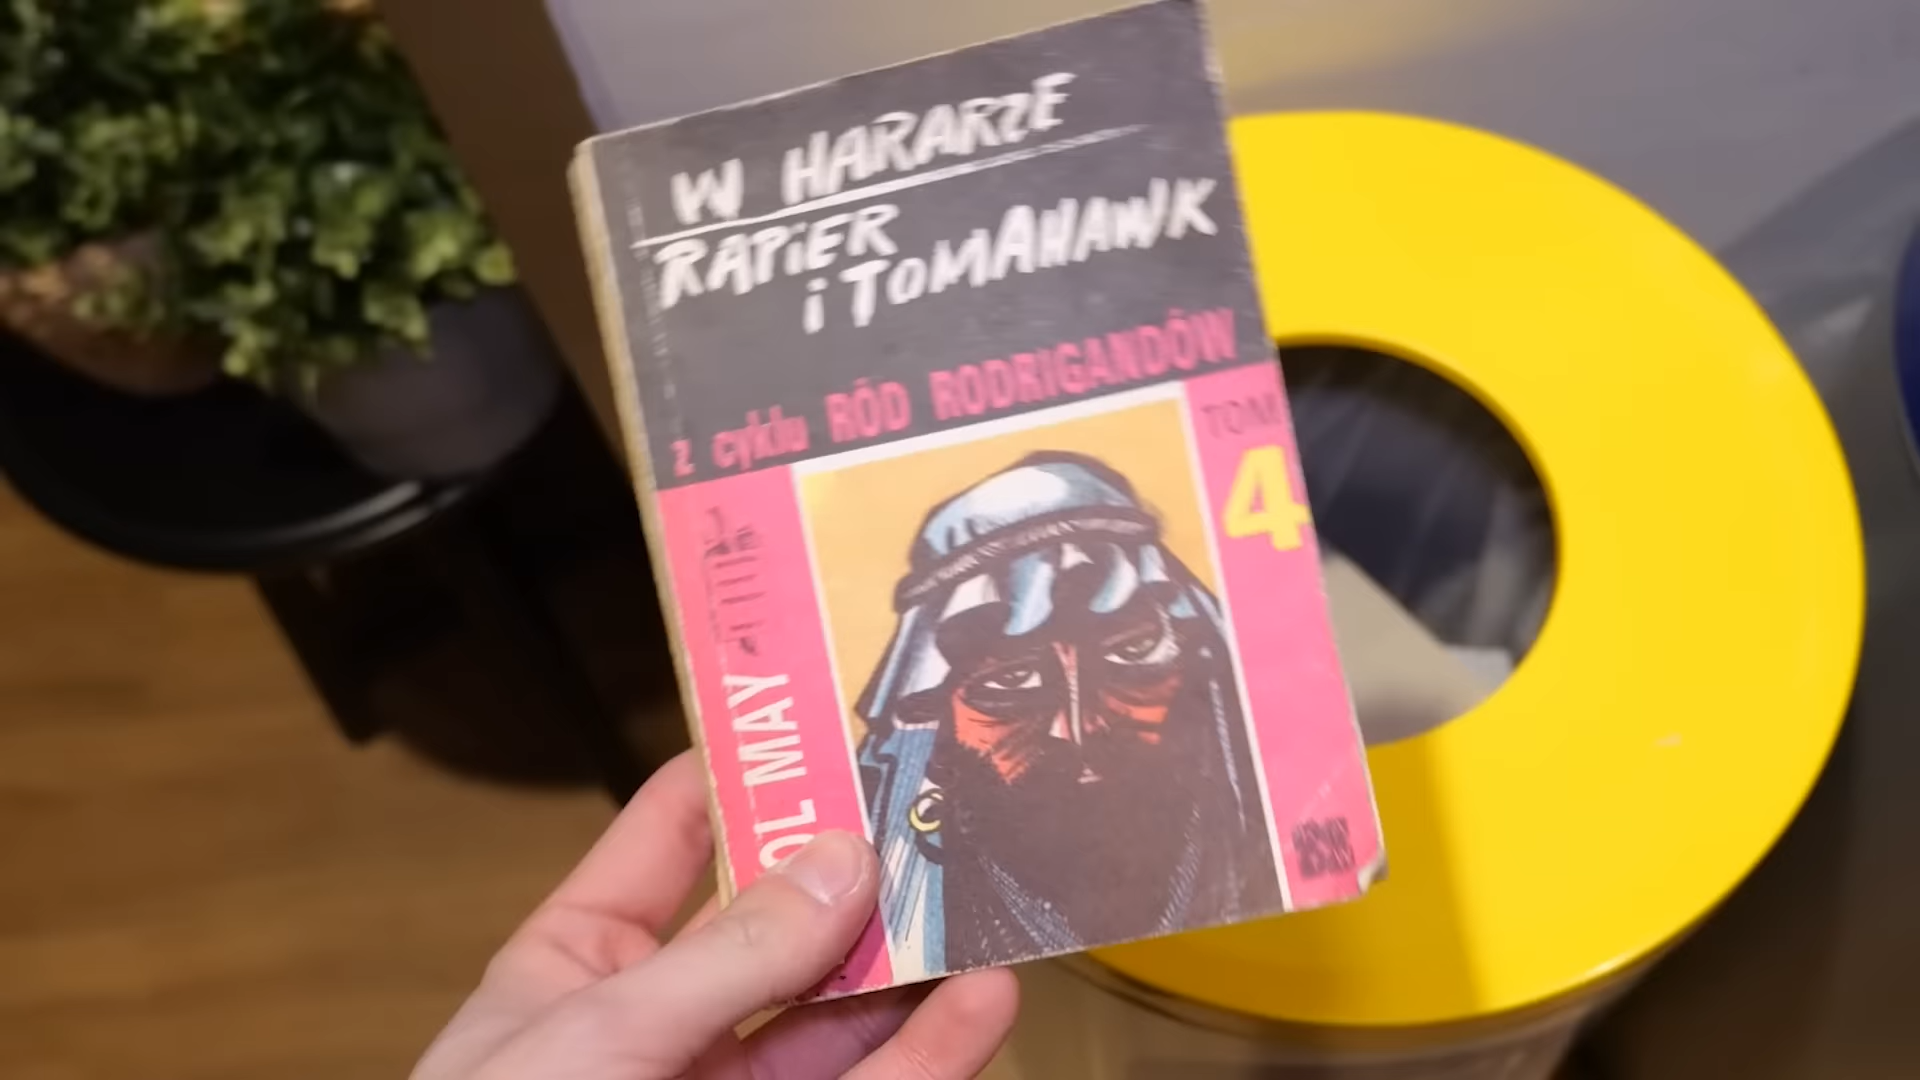 W HARARZE
RAPiER
i TOMAHAWK
z cyklu RÓD RODRIGANDÓW
TOM
4
OL MAY